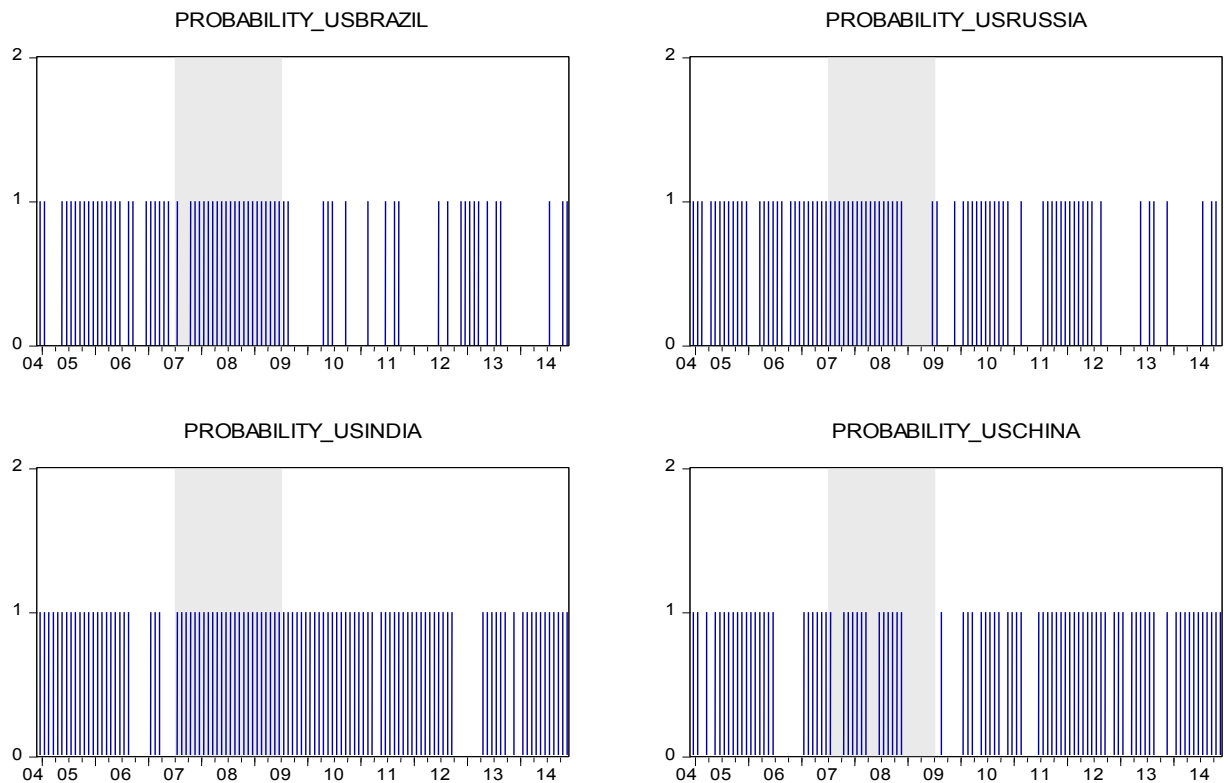 PROBABILITY_USBRAZIL
2
1
0
04 05 06 07 08 09 10 11 12 13 14
PROBABILITY_USRUSSIA
2
1
0
04 05 06 07 08 09 10 11 12 13 14
PROBABILITY_USINDIA
2
1
0
04 05 06 07 08 09 10 11 12 13 14
PROBABILITY_USCHINA
2
1
0
04 05 06 07 08 09 10 11 12 13 14